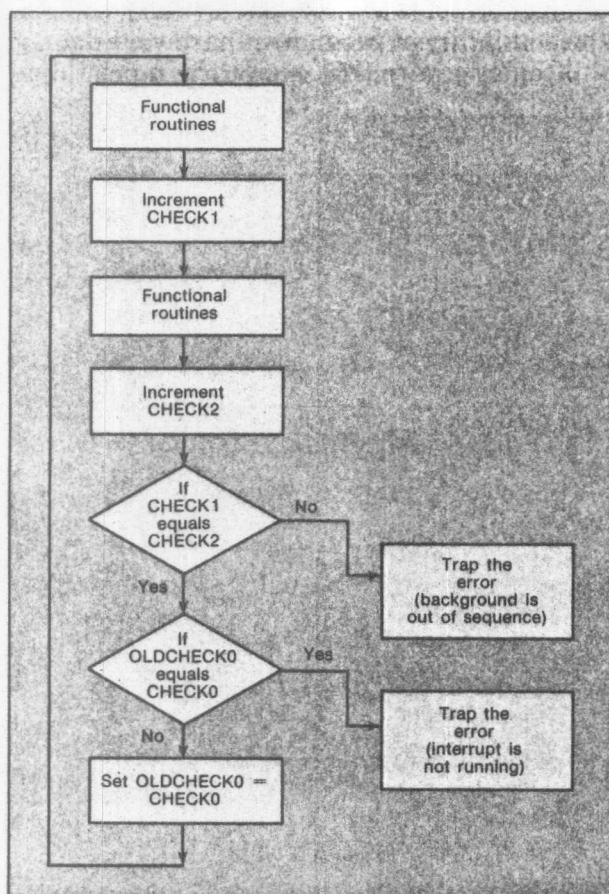 Functional
routines
Increment
CHECK1
Functional
routines
Increment
CHECK2
If
CHECK1
equals
CHECK2
No
Trap the
error
(background is
out of sequence)
Yes
If
OLDCHECK0
equals
CHECK0
Yes
Trap the
error
(interrupt is
not running)
No
Set OLDCHECK0 =
CHECK0